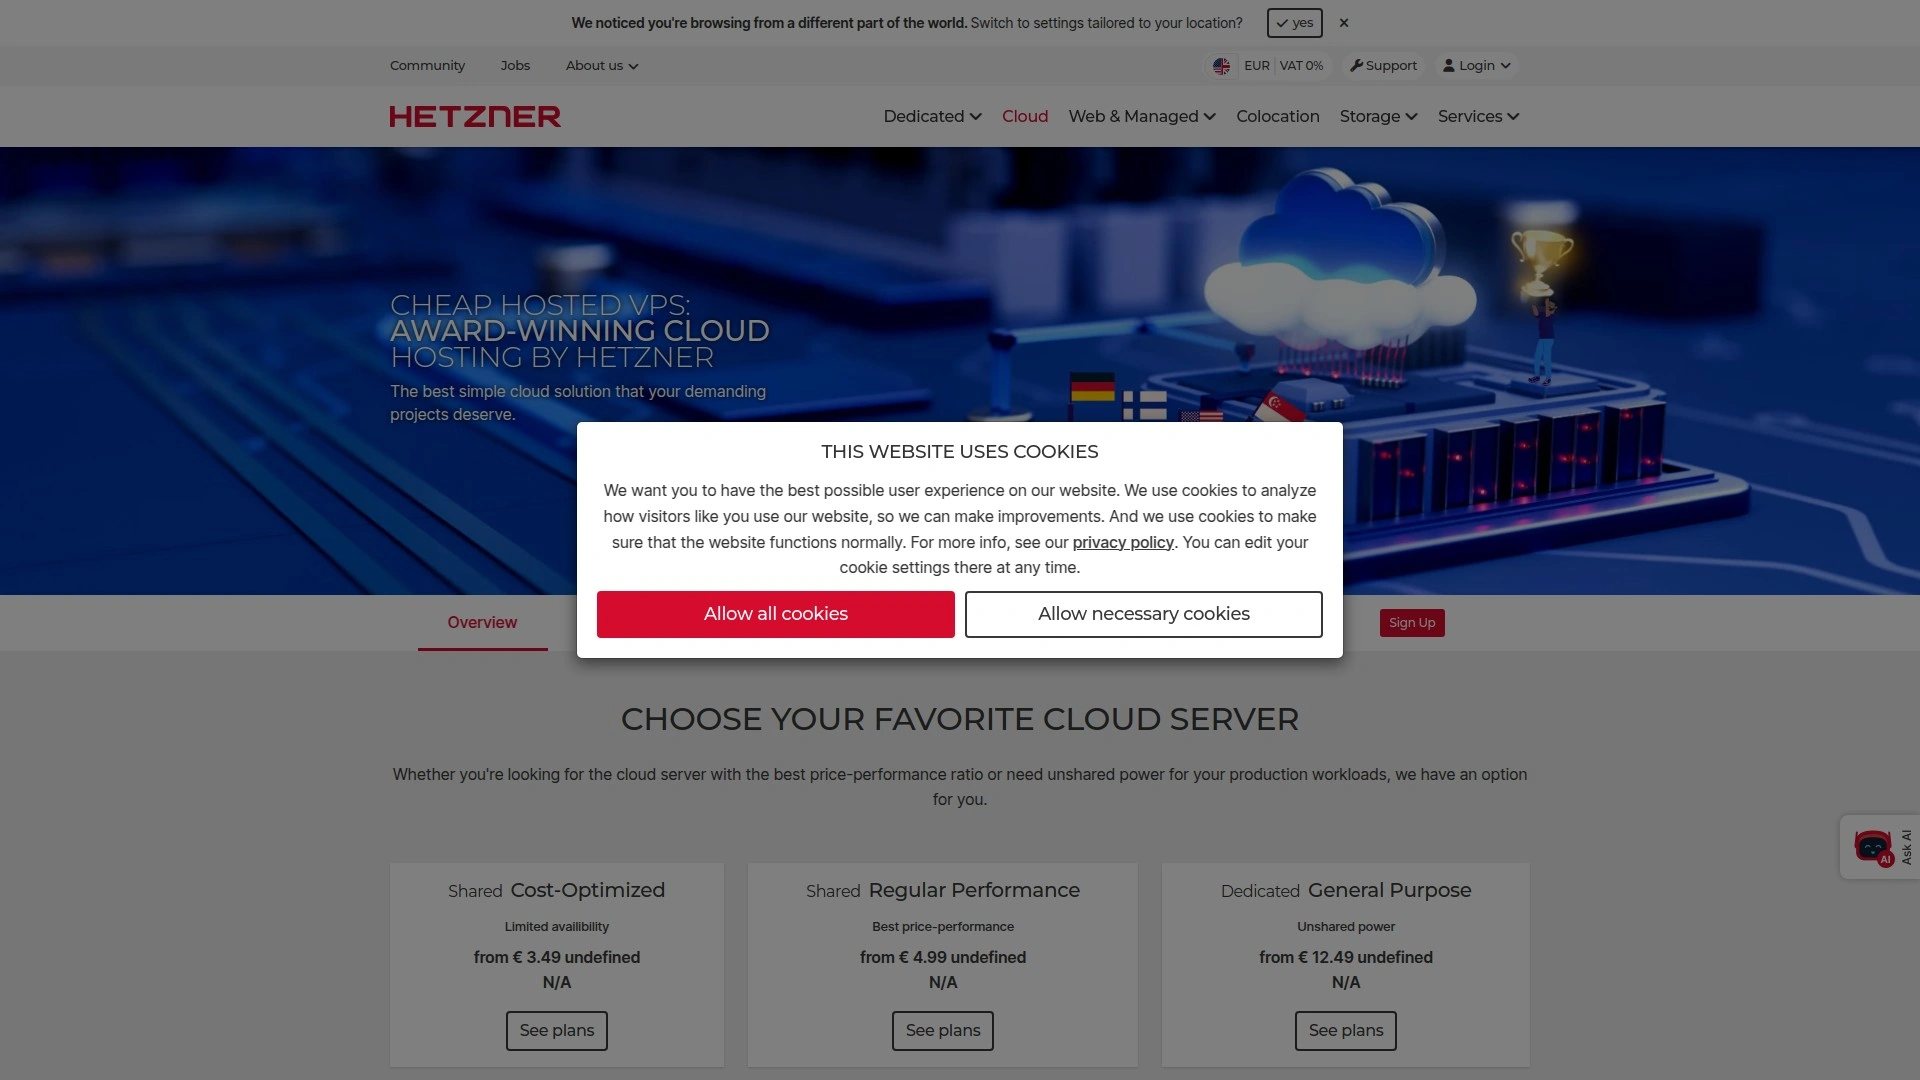 We noticed you're browsing from a different part of the world. Switch to settings tailored to your location? yes
Community Jobs About us EUR VAT 0% Support Login
HETZNER Dedicated Cloud Web & Managed Colocation Storage Services
CHEAP HOSTED VPS:
AWARD-WINNING CLOUD
HOSTING BY HETZNER
The best simple cloud solution that your demanding
projects deserve.
THIS WEBSITE USES COOKIES
We want you to have the best possible user experience on our website. We use cookies to analyze
how visitors like you use our website, so we can make improvements. And we use cookies to make
sure that the website functions normally. For more info, see our privacy policy. You can edit your
cookie settings there at any time.
Allow all cookies Allow necessary cookies
Overview Sign Up
CHOOSE YOUR FAVORITE CLOUD SERVER
Whether you're looking for the cloud server with the best price-performance ratio or need unshared power for your production workloads, we have an option
for you.
Ask AI
AI
Shared Cost-Optimized
Limited availibility
from € 3.49 undefined
N/A
See plans
Shared Regular Performance
Best price-performance
from € 4.99 undefined
N/A
See plans
Dedicated General Purpose
Unshared power
from € 12.49 undefined
N/A
See plans